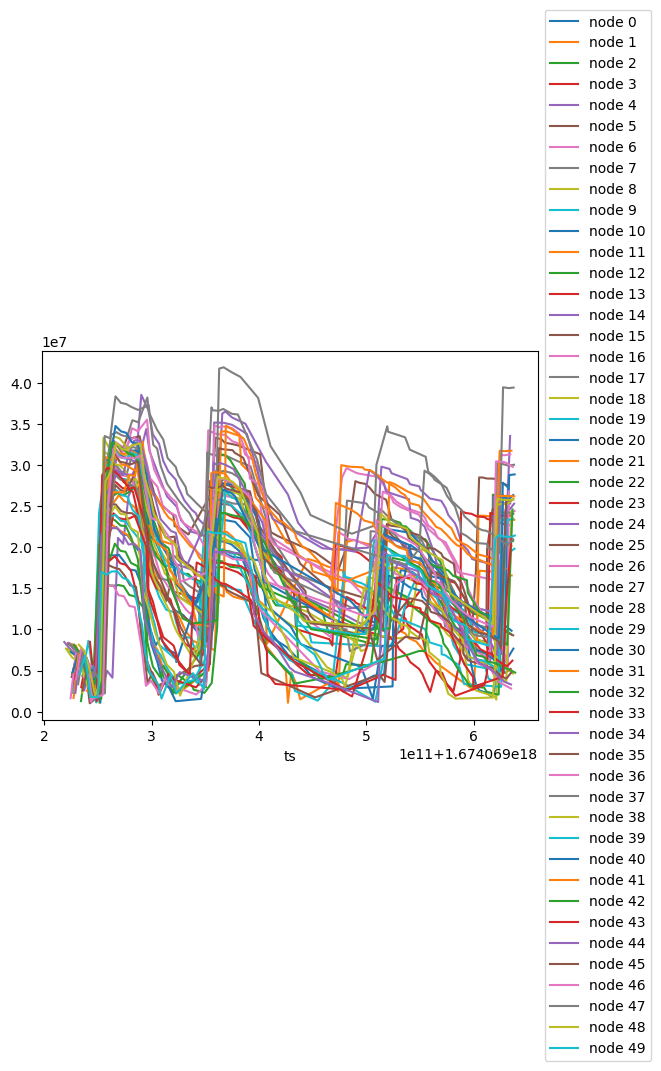 1e7
4.0
3.5
3.0
2.5
2.0
1.5
1.0
0.5
0.0
2 3 4 5 6
1e11+1.674069e18
ts
node 0
node 1
node 2
node 3
node 4
node 5
node 6
node 7
node 8
node 9
node 10
node 11
node 12
node 13
node 14
node 15
node 16
node 17
node 18
node 19
node 20
node 21
node 22
node 23
node 24
node 25
node 26
node 27
node 28
node 29
node 30
node 31
node 32
node 33
node 34
node 35
node 36
node 37
node 38
node 39
node 40
node 41
node 42
node 43
node 44
node 45
node 46
node 47
node 48
node 49